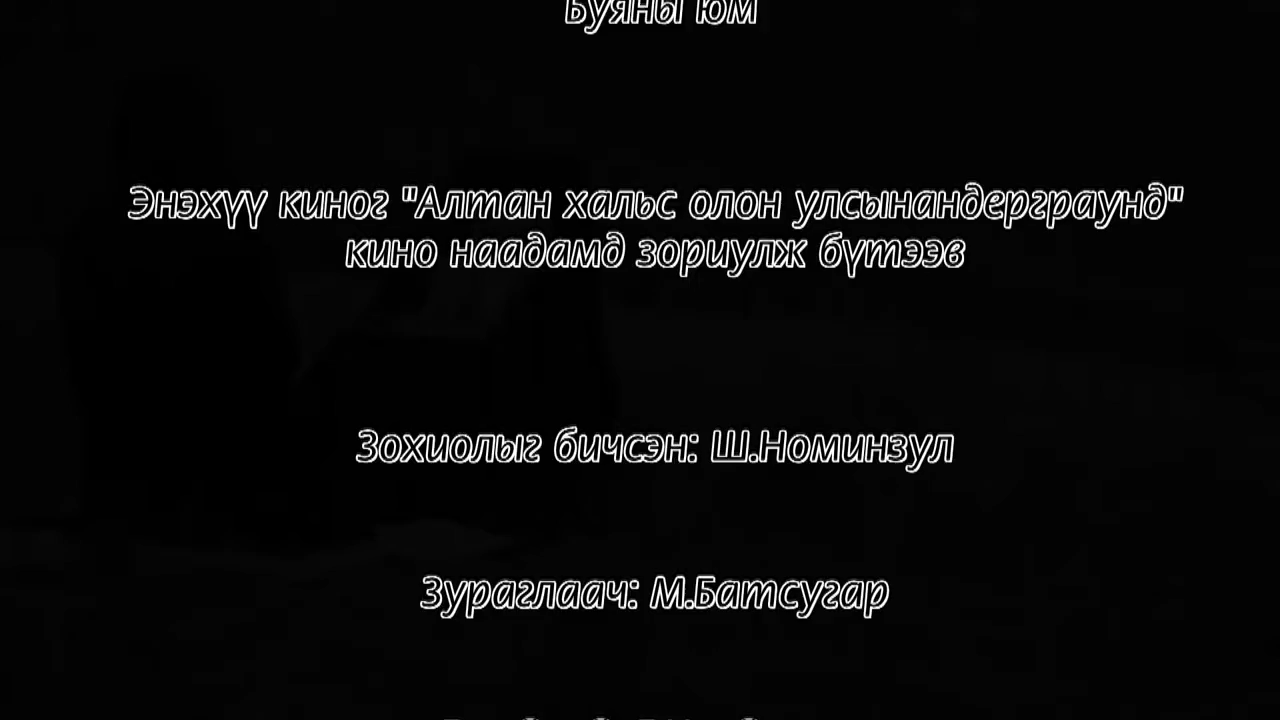 Буяны юм
Энэхүү киног "Алтан хальс олон улсынандерграунд"
кино наадамд зориулж бүтээв
Зохиолыг бичсэн: Ш.Номинзул
Зураглаач: М.Батсугар